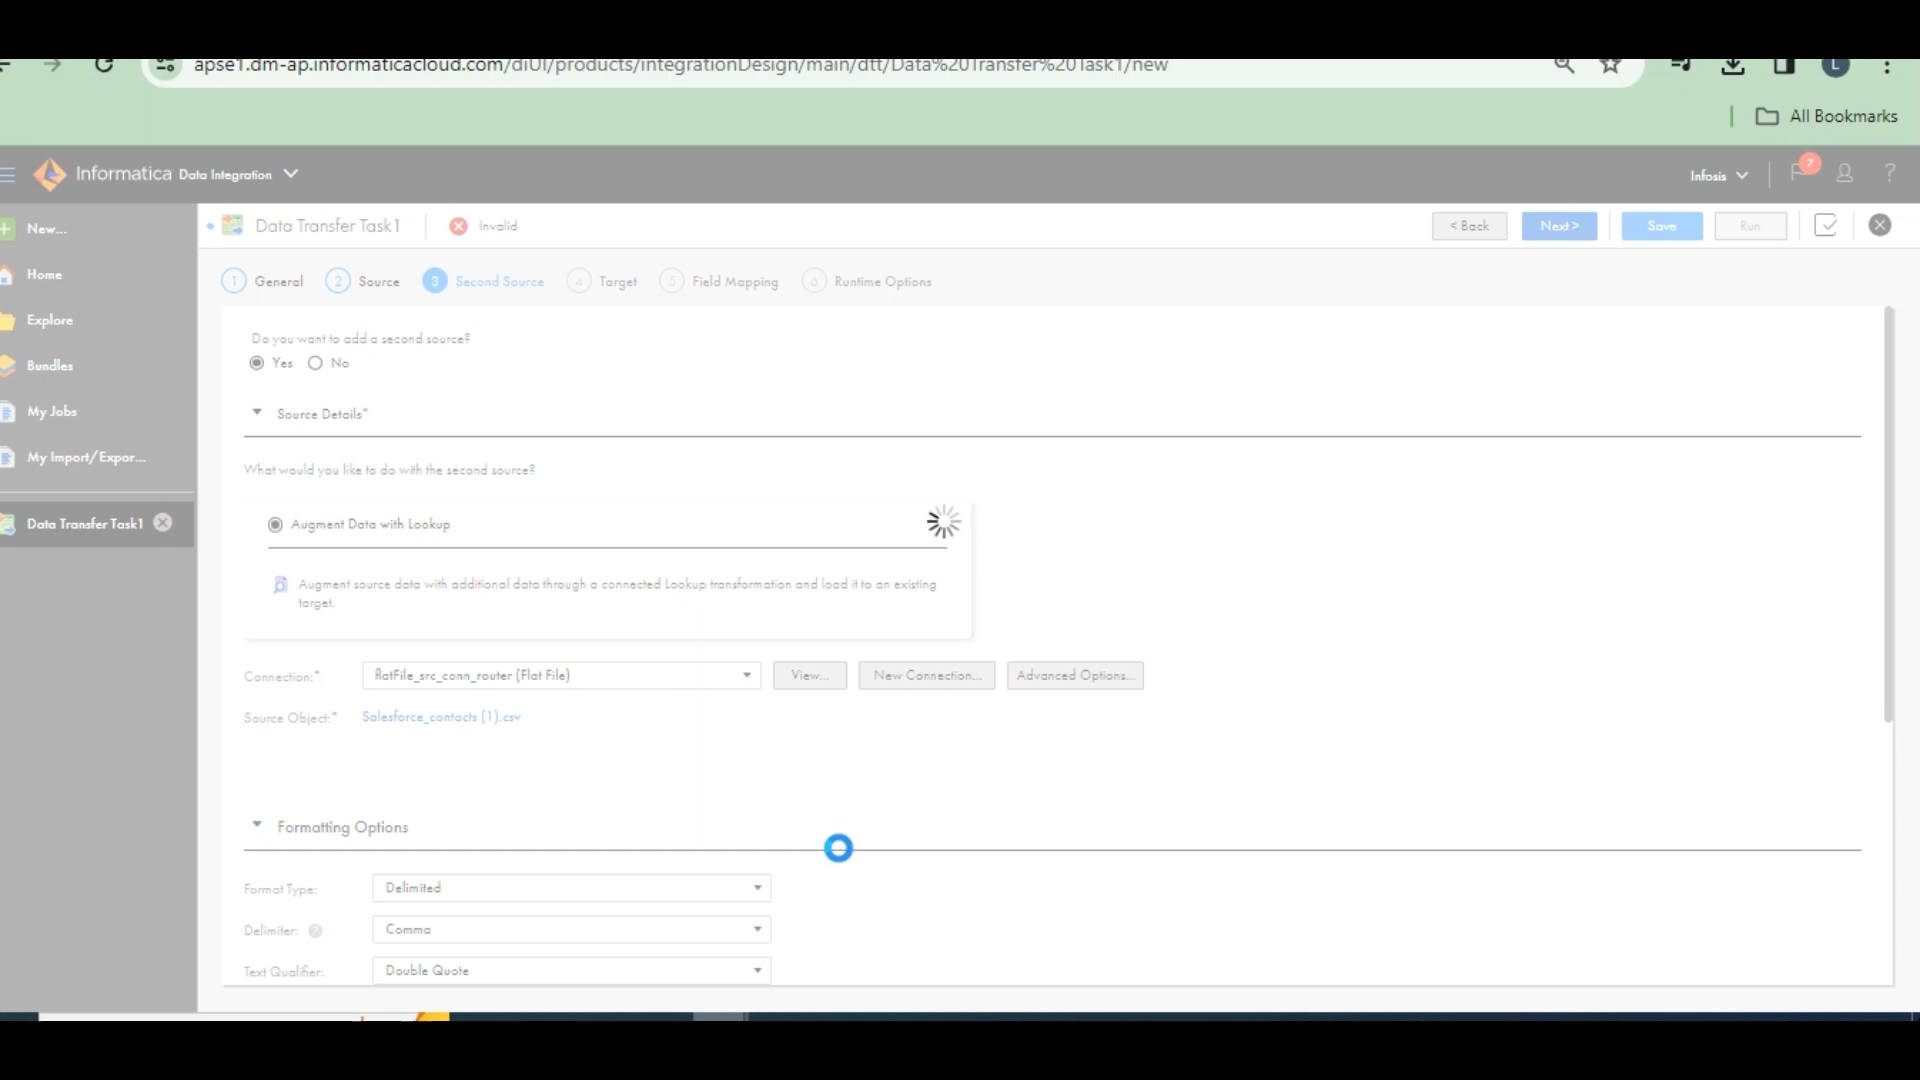 apse1.dm-ap.informaticacloud.com/diUI/products/integrationDesign/main/dtt/Data%20Transfer%20Task1/new
L
All Bookmarks
Informatica Data Integration
Infosis
7
?
New...
Data Transfer Task1
Invalid
< Back
Next >
Save
Run
Home
1 General
2 Source
3 Second Source
4 Target
5 Field Mapping
6 Runtime Options
Explore
Do you want to add a second source?
Yes
No
Bundles
My Jobs
Source Details*
My Import/Expor...
What would you like to do with the second source?
Data Transfer Task1
Augment Data with Lookup
Augment source data with additional data through a connected Lookup transformation and load it to an existing
target.
Connection:*
flatFile_src_conn_router (Flat File)
View...
New Connection...
Advanced Options...
Source Object:*
Salesforce_contacts (1).csv
Formatting Options
Format Type:
Delimited
Delimiter: ?
Comma
Text Qualifier:
Double Quote